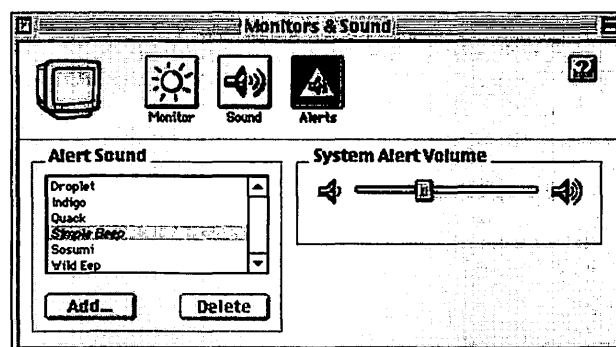 Monitors & Sound
Monitor Sound Alerts
Alert Sound
Droplet
Indigo
Quack
Simple Beep
Sosumi
Wild Eep
Add...
Delete
System Alert Volume